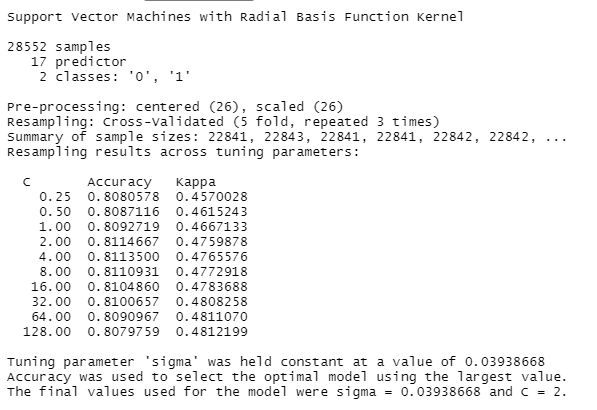 Support Vector Machines with Radial Basis Function Kernel
28552 samples
17 predictor
2 classes: '0', '1'
Pre-processing: centered (26), scaled (26)
Resampling: Cross-Validated (5 fold, repeated 3 times)
Summary of sample sizes: 22841, 22843, 22841, 22841, 22842, 22842, ...
Resampling results across tuning parameters:
C Accuracy Kappa
0.25 0.8080578 0.4570028
0.50 0.8087116 0.4615243
1.00 0.8092719 0.4667133
2.00 0.8114667 0.4759878
4.00 0.8113500 0.4765576
8.00 0.8110931 0.4772918
16.00 0.8104860 0.4783688
32.00 0.8100657 0.4808258
64.00 0.8090967 0.4811070
128.00 0.8079759 0.4812199
Tuning parameter 'sigma' was held constant at a value of 0.03938668
Accuracy was used to select the optimal model using the largest value.
The final values used for the model were sigma = 0.03938668 and C = 2.